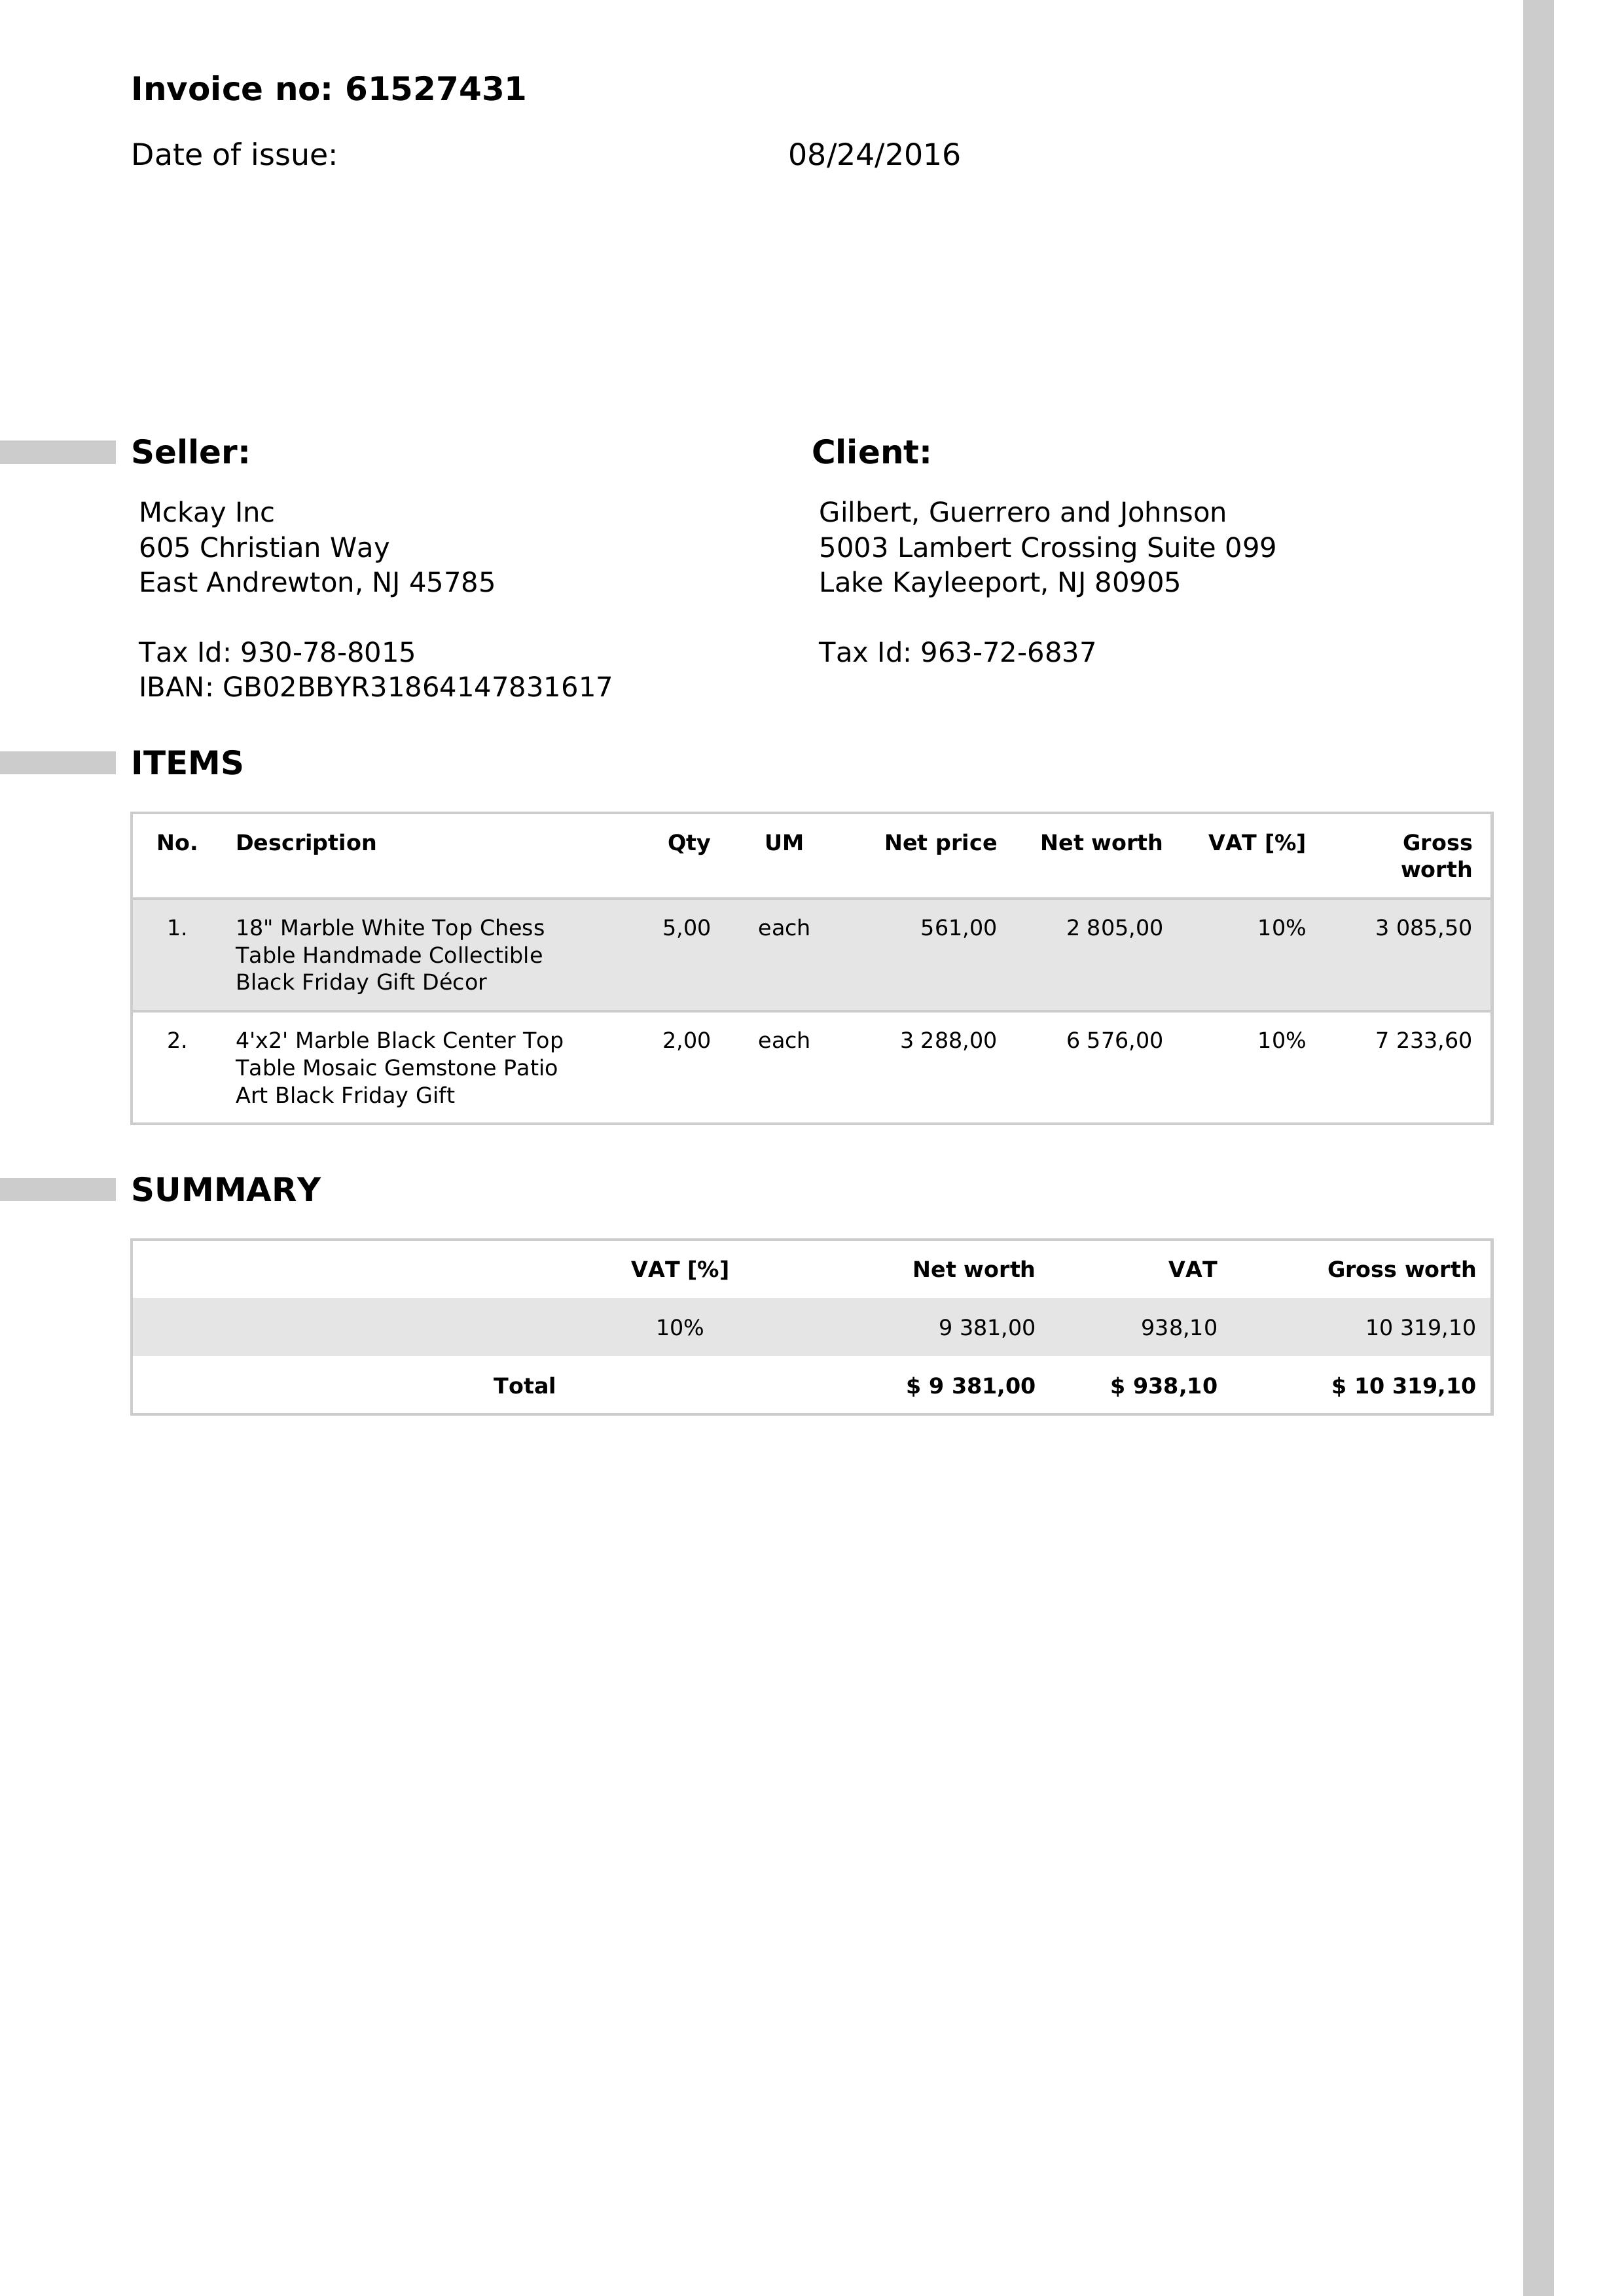 Invoice no: 61527431
Date of issue: 08/24/2016
Seller:
Mckay Inc
605 Christian Way
East Andrewton, NJ 45785
Tax Id: 930-78-8015
IBAN: GB02BBYR31864147831617
Client:
Gilbert, Guerrero and Johnson
5003 Lambert Crossing Suite 099
Lake Kayleeport, NJ 80905
Tax Id: 963-72-6837
ITEMS
No. Description Qty UM Net price Net worth VAT [%] Gross
worth
1. 18" Marble White Top Chess 5,00 each 561,00 2 805,00 10% 3 085,50
Table Handmade Collectible
Black Friday Gift Décor
2. 4'x2' Marble Black Center Top 2,00 each 3 288,00 6 576,00 10% 7 233,60
Table Mosaic Gemstone Patio
Art Black Friday Gift
SUMMARY
VAT [%] Net worth VAT Gross worth
10% 9 381,00 938,10 10 319,10
Total $ 9 381,00 $ 938,10 $ 10 319,10